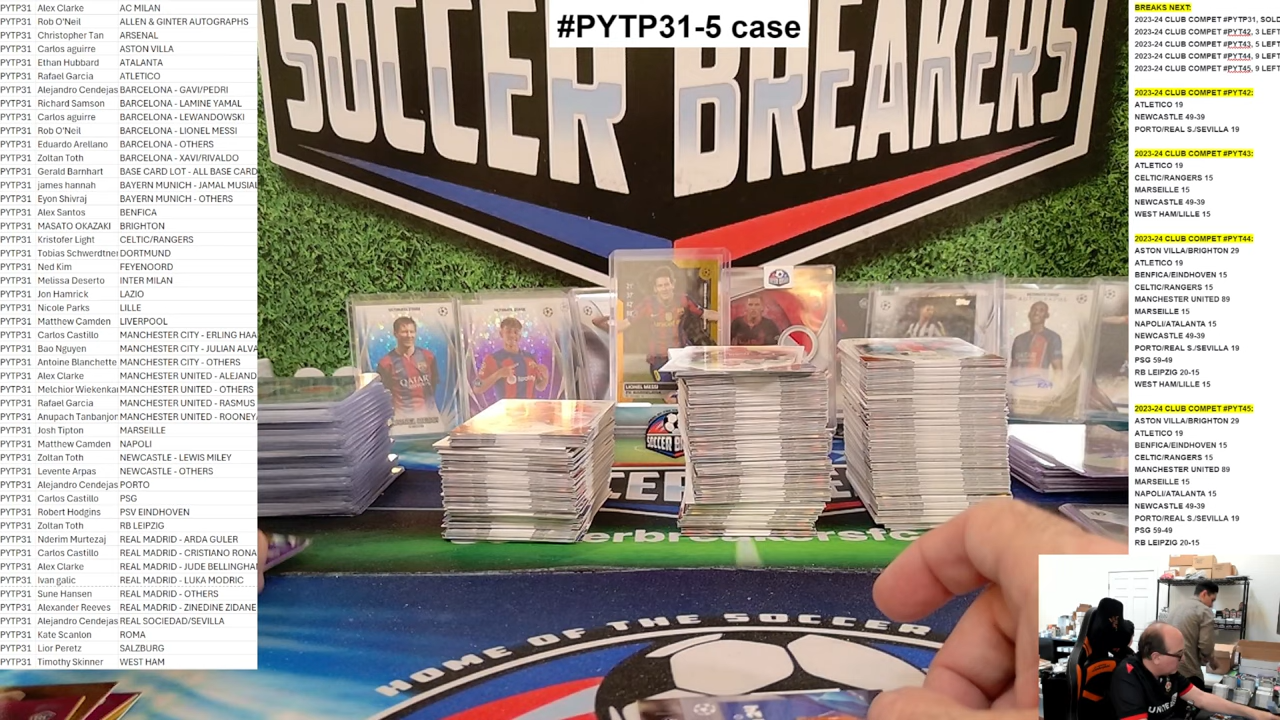 #PYTP31-5 case
PYTP31 Alex Clarke AC MILAN
PYTP31 Rob O'Neil ALLEN & GINTER AUTOGRAPHS
PYTP31 Christopher Tan ARSENAL
PYTP31 Carlos aguirre ASTON VILLA
PYTP31 Ethan Hubbard ATALANTA
PYTP31 Rafael Garcia ATLETICO
PYTP31 Alejandro Cendejas BARCELONA - GAVI/PEDRI
PYTP31 Richard Samson BARCELONA - LAMINE YAMAL
PYTP31 Carlos aguirre BARCELONA - LEWANDOWSKI
PYTP31 Rob O'Neil BARCELONA - LIONEL MESSI
PYTP31 Eduardo Arellano BARCELONA - OTHERS
PYTP31 Zoltan Toth BARCELONA - XAVI/RIVALDO
PYTP31 Gerald Barnhart BASE CARD LOT - ALL BASE CARD
PYTP31 james hannah BAYERN MUNICH - JAMAL MUSIAL
PYTP31 Eyon Shivraj BAYERN MUNICH - OTHERS
PYTP31 Alex Santos BENFICA
PYTP31 MASATO OKAZAKI BRIGHTON
PYTP31 Kristofer Light CELTIC/RANGERS
PYTP31 Tobias Schwerdtner DORTMUND
PYTP31 Ned Kim FEYENOORD
PYTP31 Melissa Deserto INTER MILAN
PYTP31 Jon Hamrick LAZIO
PYTP31 Nicole Parks LILLE
PYTP31 Matthew Camden LIVERPOOL
PYTP31 Carlos Castillo MANCHESTER CITY - ERLING HAA
PYTP31 Bao Nguyen MANCHESTER CITY - JULIAN ALVA
PYTP31 Antoine Blanchette MANCHESTER CITY - OTHERS
PYTP31 Alex Clarke MANCHESTER UNITED - ALEJAND
PYTP31 Melchior Wiekenka MANCHESTER UNITED - OTHERS
PYTP31 Rafael Garcia MANCHESTER UNITED - RASMUS
PYTP31 Anupach Tanbanjor MANCHESTER UNITED - ROONEY
PYTP31 Josh Tipton MARSEILLE
PYTP31 Matthew Camden NAPOLI
PYTP31 Zoltan Toth NEWCASTLE - LEWIS MILEY
PYTP31 Levente Arpas NEWCASTLE - OTHERS
PYTP31 Alejandro Cendejas PORTO
PYTP31 Carlos Castillo PSG
PYTP31 Robert Hodgins PSV EINDHOVEN
PYTP31 Zoltan Toth RB LEIPZIG
PYTP31 Nderim Murtezaj REAL MADRID - ARDA GULER
PYTP31 Carlos Castillo REAL MADRID - CRISTIANO RONA
PYTP31 Alex Clarke REAL MADRID - JUDE BELLINGHA
PYTP31 Ivan galic REAL MADRID - LUKA MODRIC
PYTP31 Sune Hansen REAL MADRID - OTHERS
PYTP31 Alexander Reeves REAL MADRID - ZINEDINE ZIDANE
PYTP31 Alejandro Cendejas REAL SOCIEDAD/SEVILLA
PYTP31 Kate Scanlon ROMA
PYTP31 Lior Peretz SALZBURG
PYTP31 Timothy Skinner WEST HAM
SOCCER BREAKERS
LIONEL MESSI
HOME OF THE SOCCER
BREAKS NEXT:
2023-24 CLUB COMPET #PYTP31, SOLD
2023-24 CLUB COMPET #PYT42, 3 LEFT
2023-24 CLUB COMPET #PYT43, 5 LEFT
2023-24 CLUB COMPET #PYT44, 9 LEFT
2023-24 CLUB COMPET #PYT45, 9 LEFT
2023-24 CLUB COMPET #PYT42:
ATLETICO 19
NEWCASTLE 49-39
PORTO/REAL S./SEVILLA 19
2023-24 CLUB COMPET #PYT43:
ATLETICO 19
CELTIC/RANGERS 15
MARSEILLE 15
NEWCASTLE 49-39
WEST HAM/LILLE 15
2023-24 CLUB COMPET #PYT44:
ASTON VILLA/BRIGHTON 29
ATLETICO 19
BENFICA/EINDHOVEN 15
CELTIC/RANGERS 15
MANCHESTER UNITED 89
MARSEILLE 15
NAPOLI/ATALANTA 15
NEWCASTLE 49-39
PORTO/REAL S./SEVILLA 19
PSG 59-49
RB LEIPZIG 20-15
WEST HAM/LILLE 15
2023-24 CLUB COMPET #PYT45:
ASTON VILLA/BRIGHTON 29
ATLETICO 19
BENFICA/EINDHOVEN 15
CELTIC/RANGERS 15
MANCHESTER UNITED 89
MARSEILLE 15
NAPOLI/ATALANTA 15
NEWCASTLE 49-39
PORTO/REAL S./SEVILLA 19
PSG 59-49
RB LEIPZIG 20-15